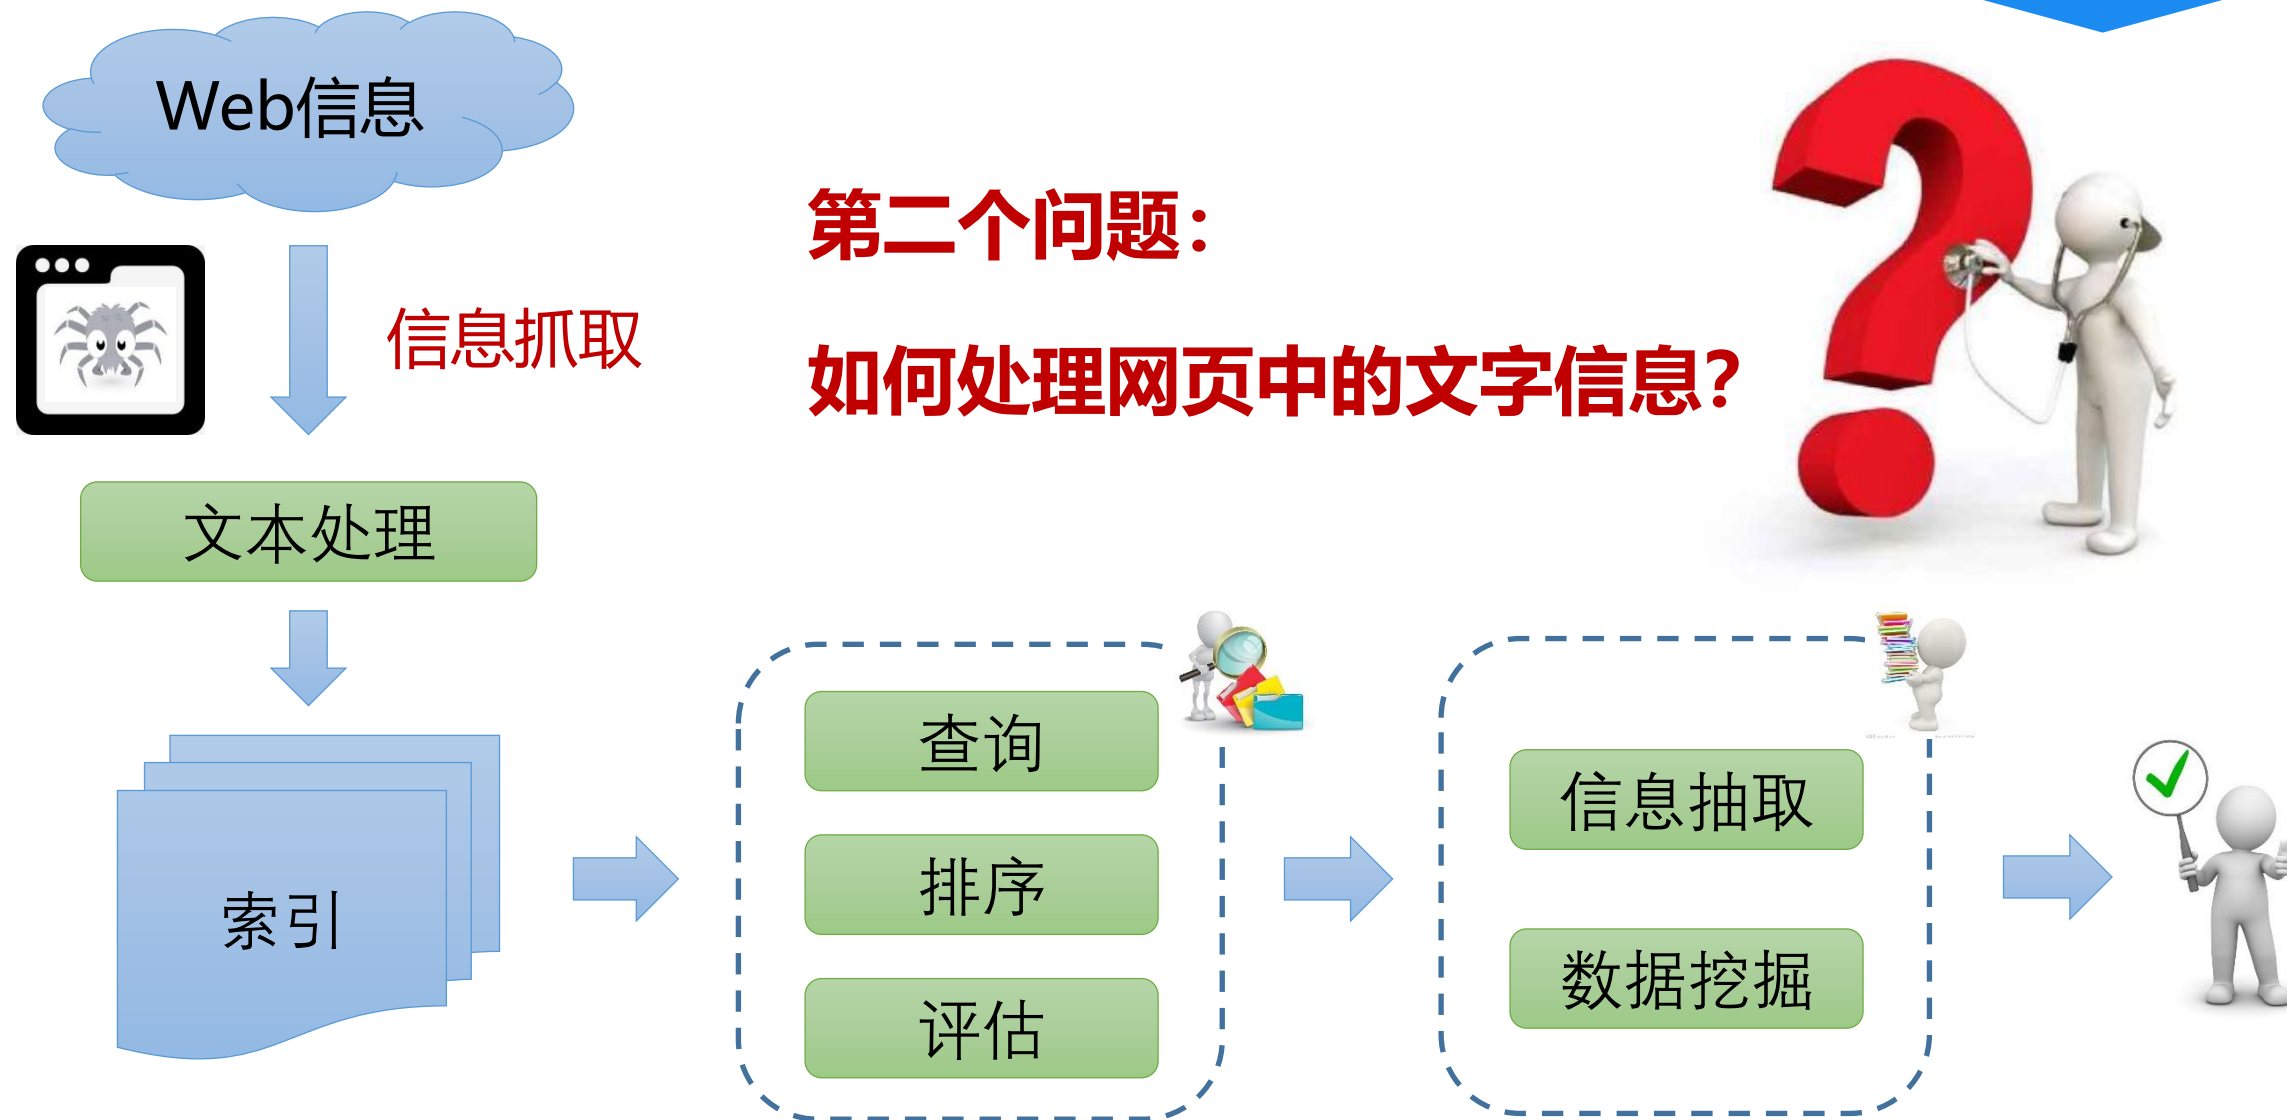 Web信息
第二个问题：
信息抓取
如何处理网页中的文字信息？
文本处理
索引
查询
排序
评估
信息抽取
数据挖掘